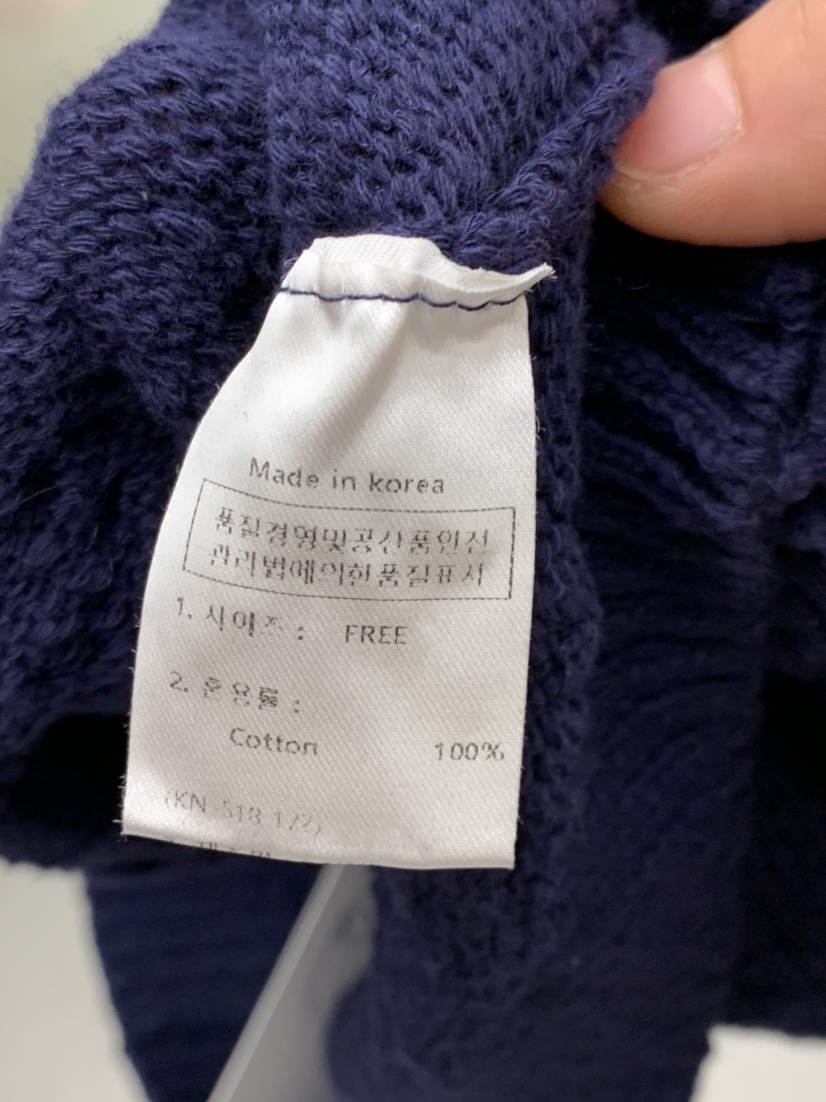 Made in korea
품질경영및공산품안전
관리법에의한품질표시
1. 사이즈 : FREE
2. 혼용률 :
Cotton 100%
(KN-518 1/2)